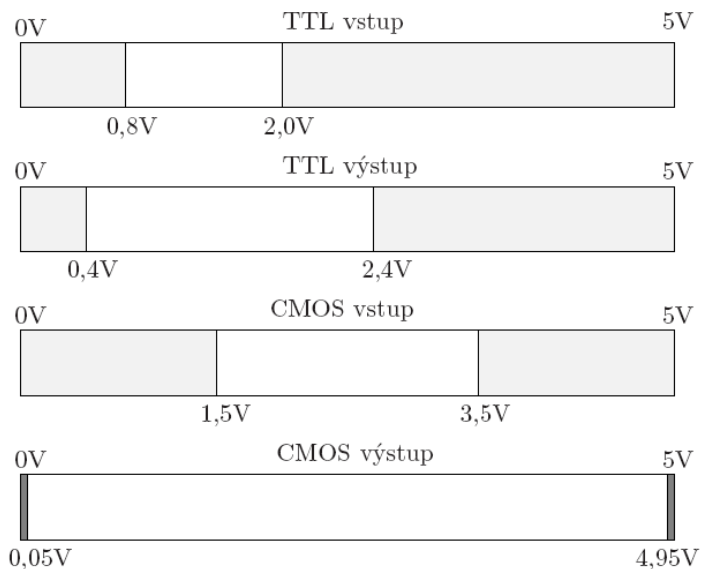 0V TTL vstup 5V
0,8V 2,0V
0V TTL výstup 5V
0,4V 2,4V
0V CMOS vstup 5V
1,5V 3,5V
0V CMOS výstup 5V
0,05V 4,95V